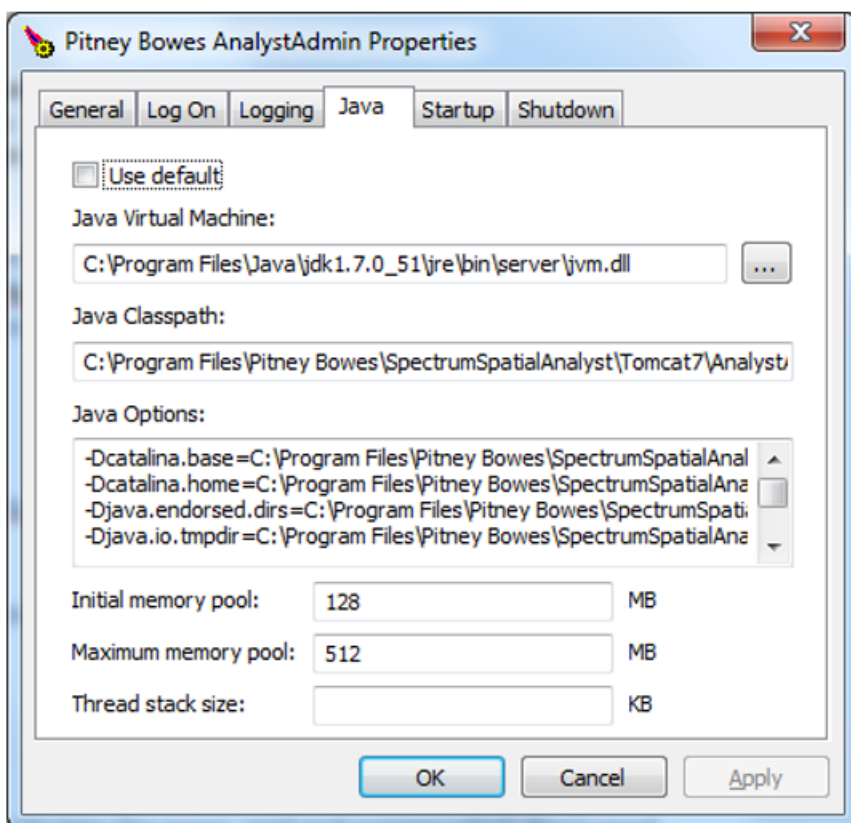 Pitney Bowes AnalystAdmin Properties
General Log On Logging Java Startup Shutdown
Use default
Java Virtual Machine:
C:\Program Files\Java\jdk1.7.0_51\jre\bin\server\jvm.dll ...
Java Classpath:
C:\Program Files\Pitney Bowes\SpectrumSpatialAnalyst\Tomcat7\Analyst
Java Options:
-Dcatalina.base=C:\Program Files\Pitney Bowes\SpectrumSpatialAnal
-Dcatalina.home=C:\Program Files\Pitney Bowes\SpectrumSpatialAna
-Djava.endorsed.dirs=C:\Program Files\Pitney Bowes\SpectrumSpati
-Djava.io.tmpdir=C:\Program Files\Pitney Bowes\SpectrumSpatialAna
Initial memory pool: 128 MB
Maximum memory pool: 512 MB
Thread stack size: KB
OK Cancel Apply